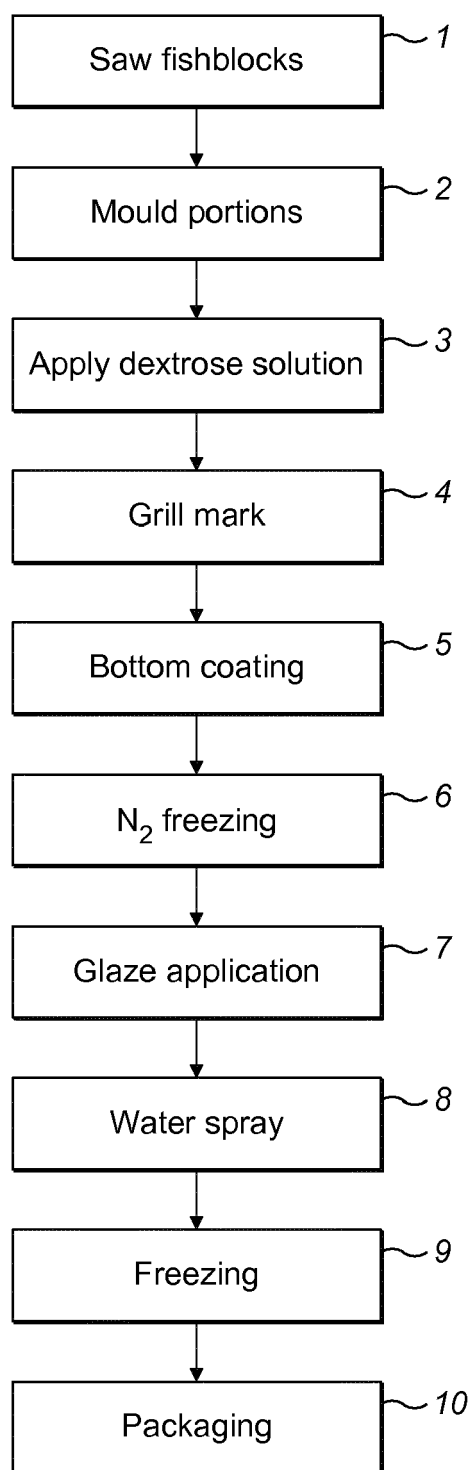 Saw fishblocks
1
Mould portions
2
Apply dextrose solution
3
Grill mark
4
Bottom coating
5
N₂ freezing
6
Glaze application
7
Water spray
8
Freezing
9
Packaging
10